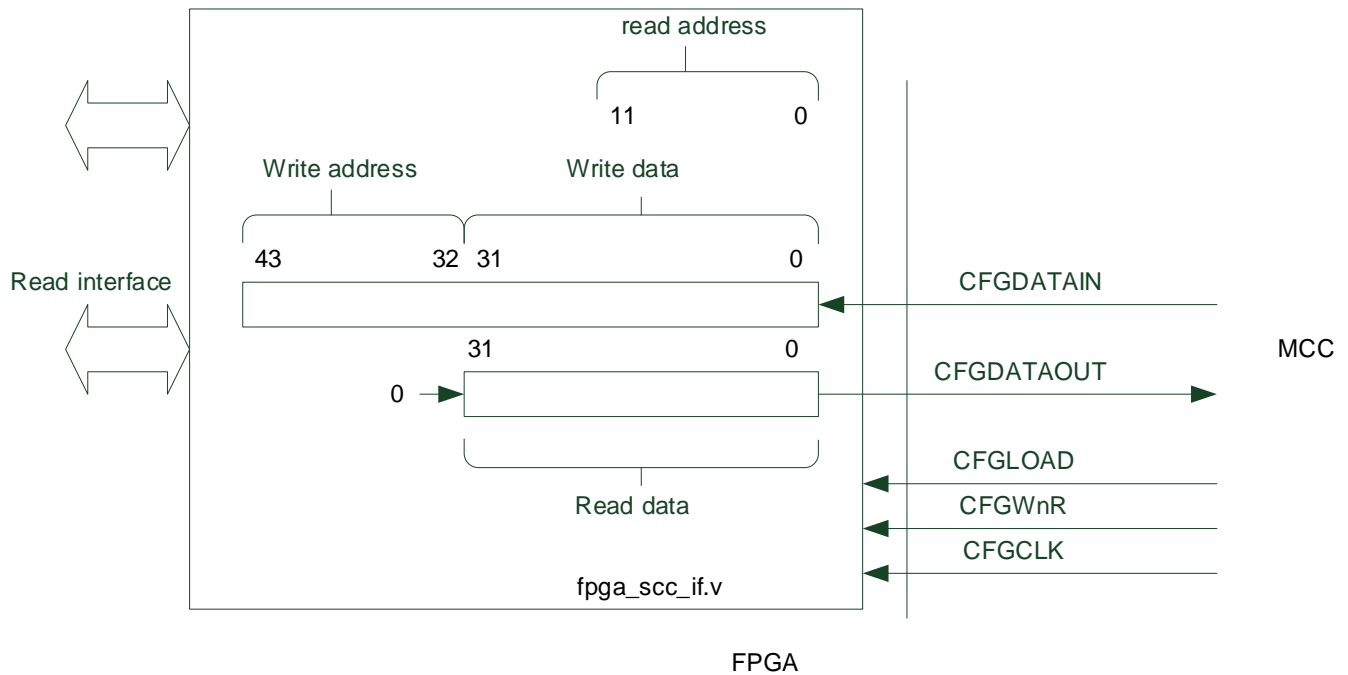 read address
11 0
Write address Write data
43 32 31 0
Read interface
CFGDATAIN
31 0
MCC
CFGDATAOUT
0
CFGLOAD
Read data
CFGWnR
CFGCLK
fpga_scc_if.v
FPGA